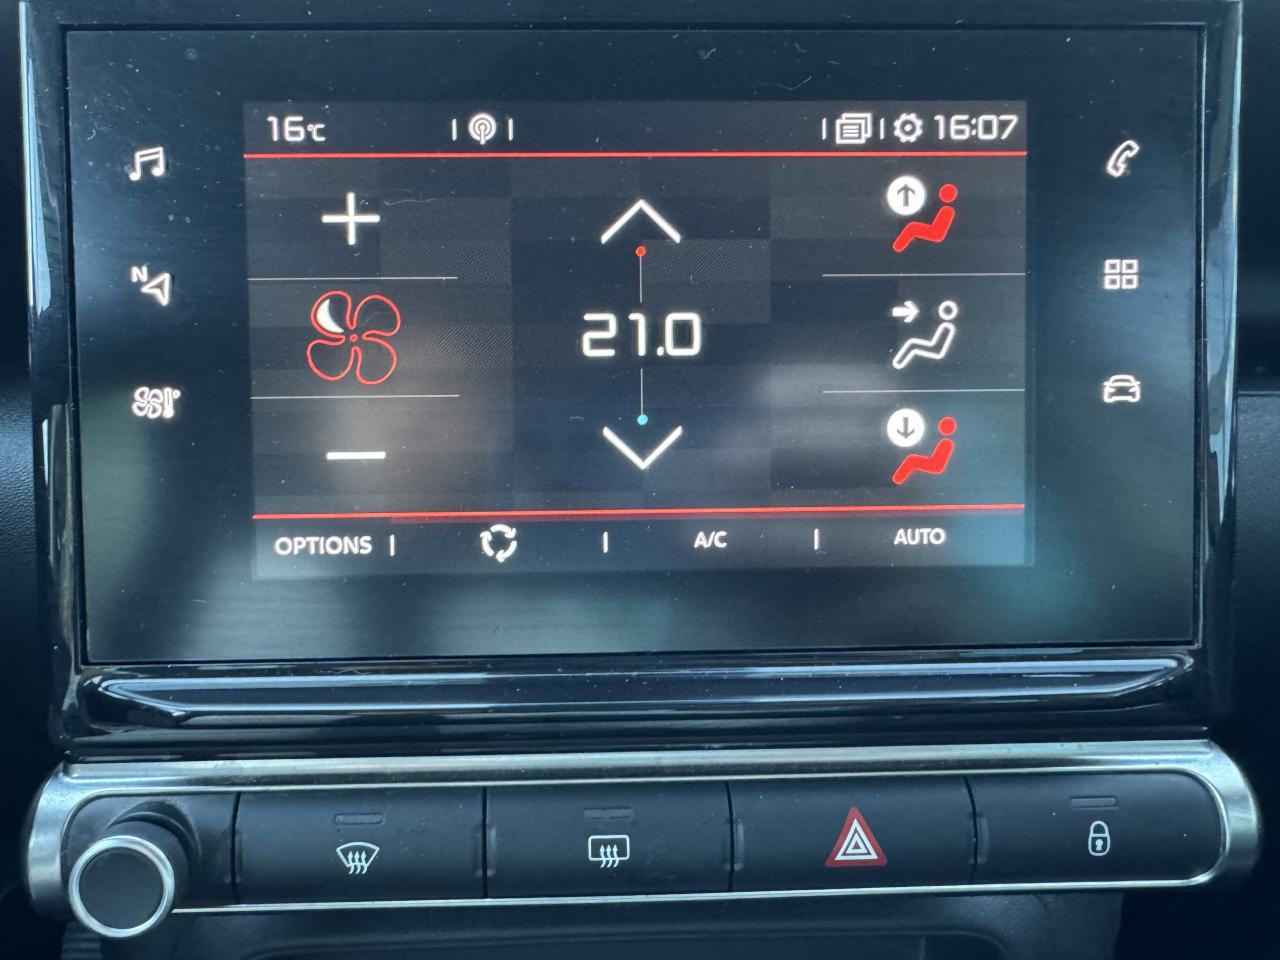 16°C 16:07
N
21.0
OPTIONS A/C AUTO